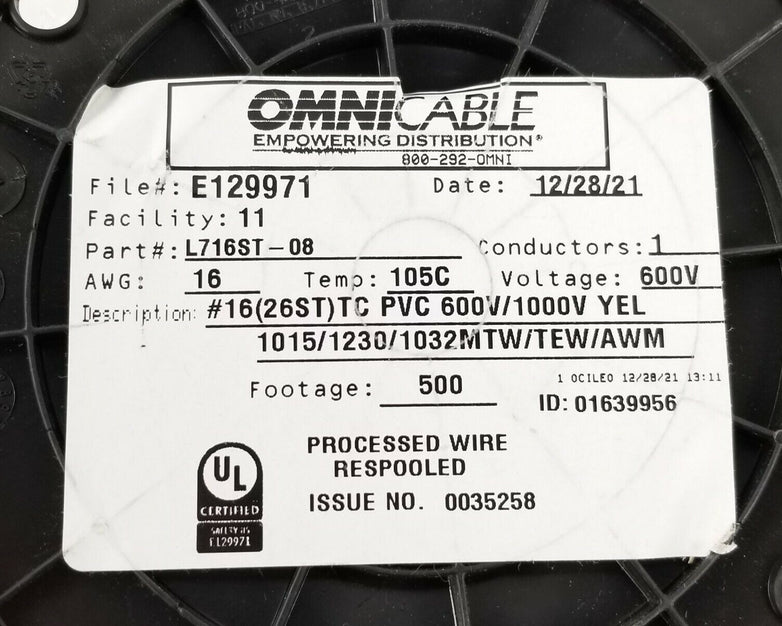 OMNICABLE
EMPOWERING DISTRIBUTION®
800-292-OMNI
File#: E129971 Date: 12/28/21
Facility: 11
Part#: L716ST-08 Conductors: 1
AWG: 16 Temp: 105C Voltage: 600V
Description: #16(26ST)TC PVC 600V/1000V YEL
1015/1230/1032MTW/TEW/AWM
Footage: 500
1 OCILEO 12/28/21 13:11
ID: 01639956
PROCESSED WIRE
RESPOOLED
ISSUE NO. 0035258
UL
CERTIFIED
SAFETY US
E129971